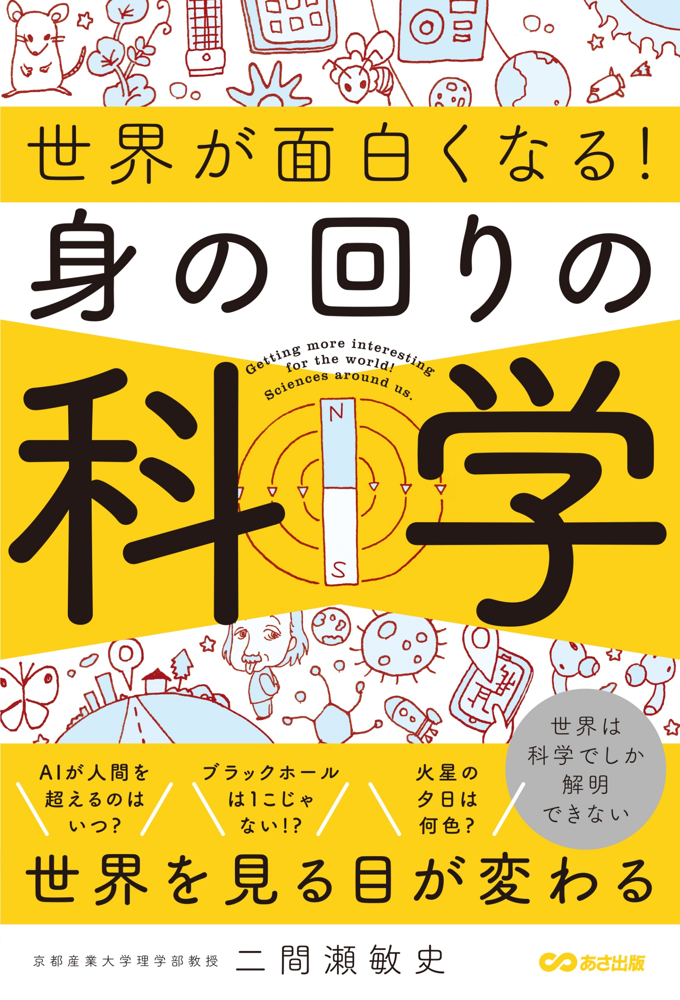 世界が面白くなる!
身の回りの
Getting more interesting
for the world!
Sciences around us.
科学
N
S
世界は
科学でしか
解明
できない
AIが人間を
超えるのは
いつ?
ブラックホール
は1こじゃ
ない!?
火星の
夕日は
何色?
世界を見る目が変わる
京都産業大学理学部教授 二間瀬敏史
あさ出版